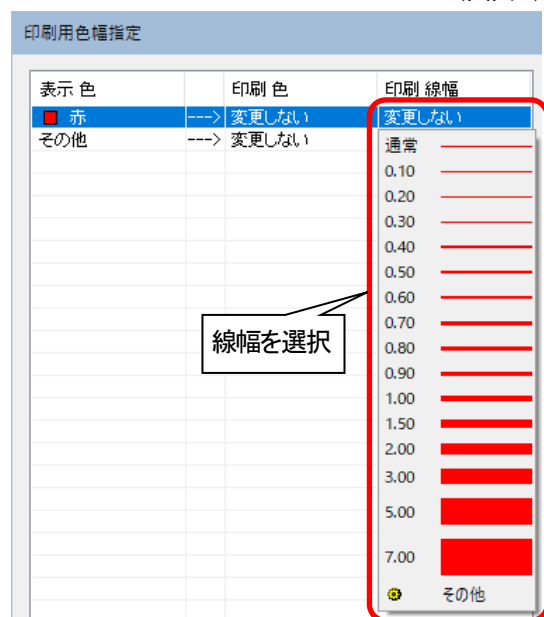 印刷用色幅指定
表示 色 印刷 色 印刷 線幅
赤 ---> 変更しない 変更しない
その他 ---> 変更しない
通常
0.10
0.20
0.30
0.40
0.50
0.60
0.70
0.80
0.90
1.00
1.50
2.00
3.00
5.00
7.00
その他
線幅を選択